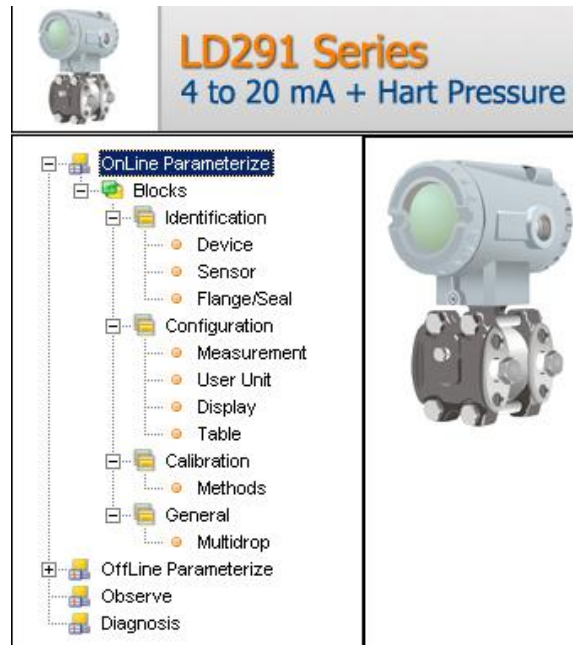 LD291 Series
4 to 20 mA + Hart Pressure
OnLine Parameterize
Blocks
Identification
Device
Sensor
Flange/Seal
Configuration
Measurement
User Unit
Display
Table
Calibration
Methods
General
Multidrop
OffLine Parameterize
Observe
Diagnosis